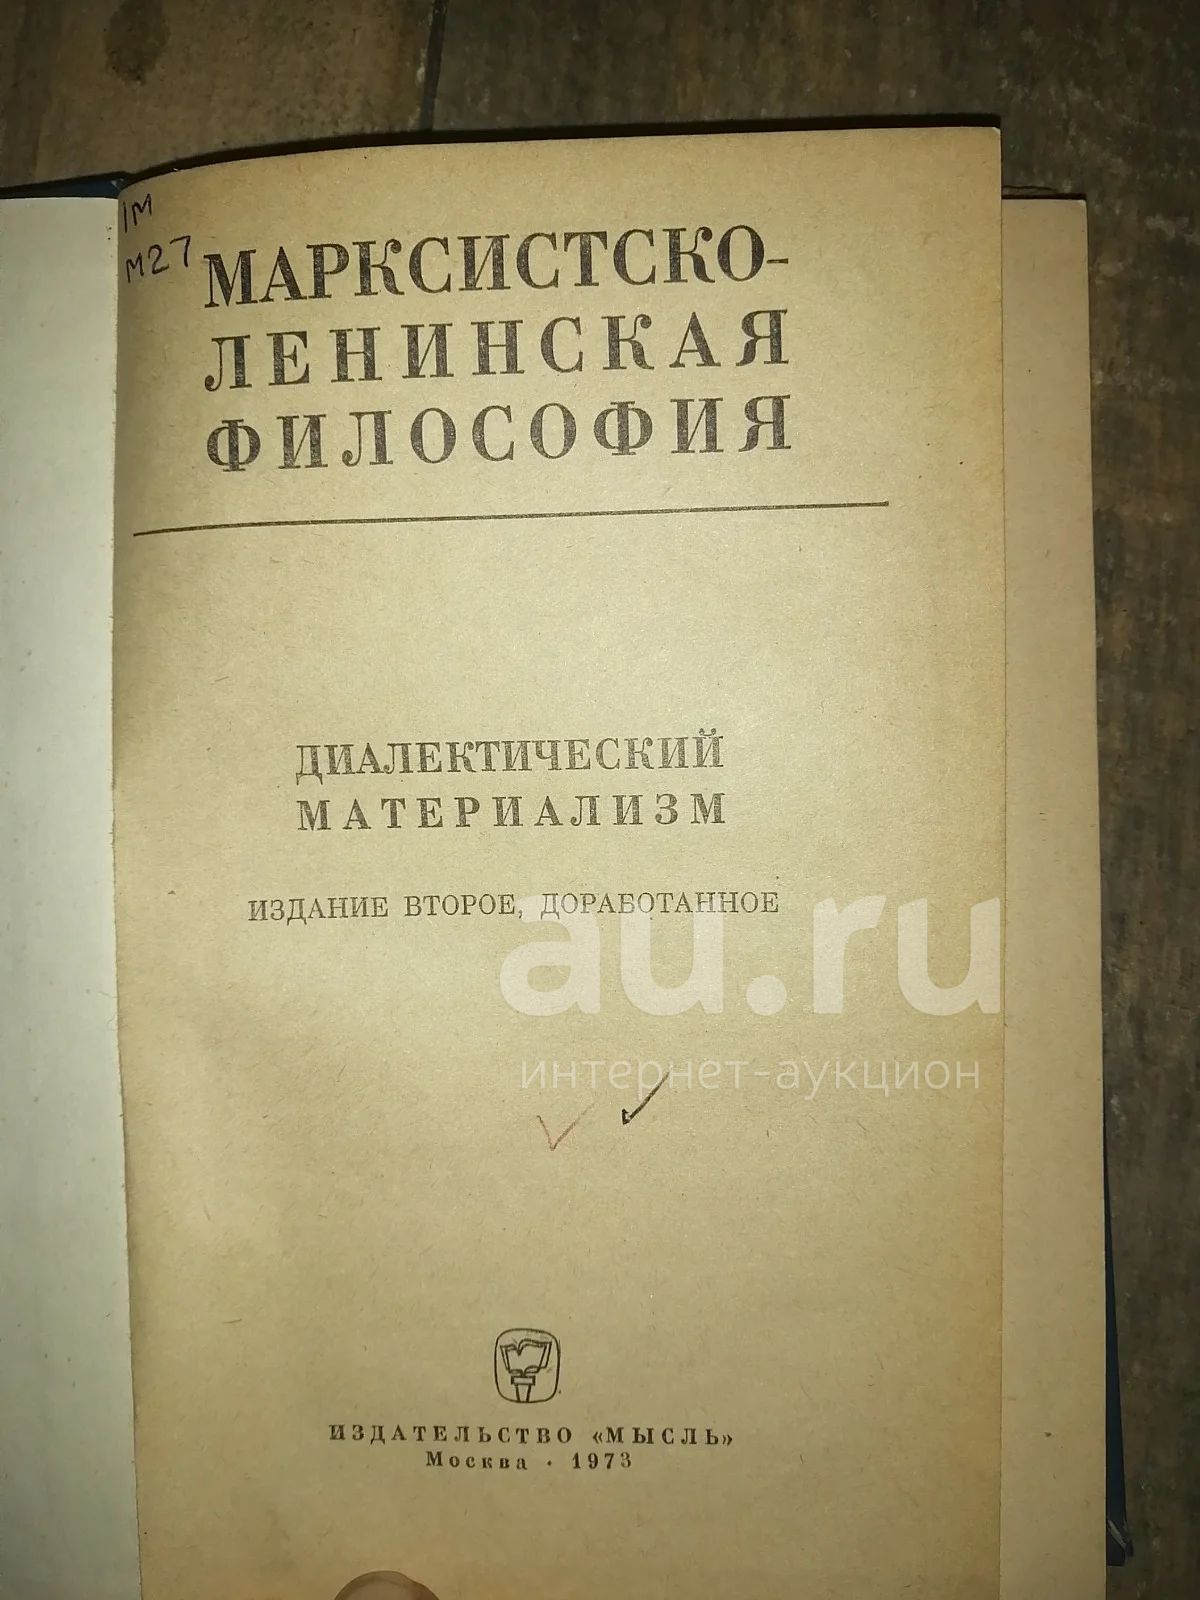 1М
М27
МАРКСИСТСКО-
ЛЕНИНСКАЯ
ФИЛОСОФИЯ
ДИАЛЕКТИЧЕСКИЙ
МАТЕРИАЛИЗМ
ИЗДАНИЕ ВТОРОЕ, ДОРАБОТАННОЕ
au.ru
интернет-аукцион
ИЗДАТЕЛЬСТВО «МЫСЛЬ»
Москва · 1973